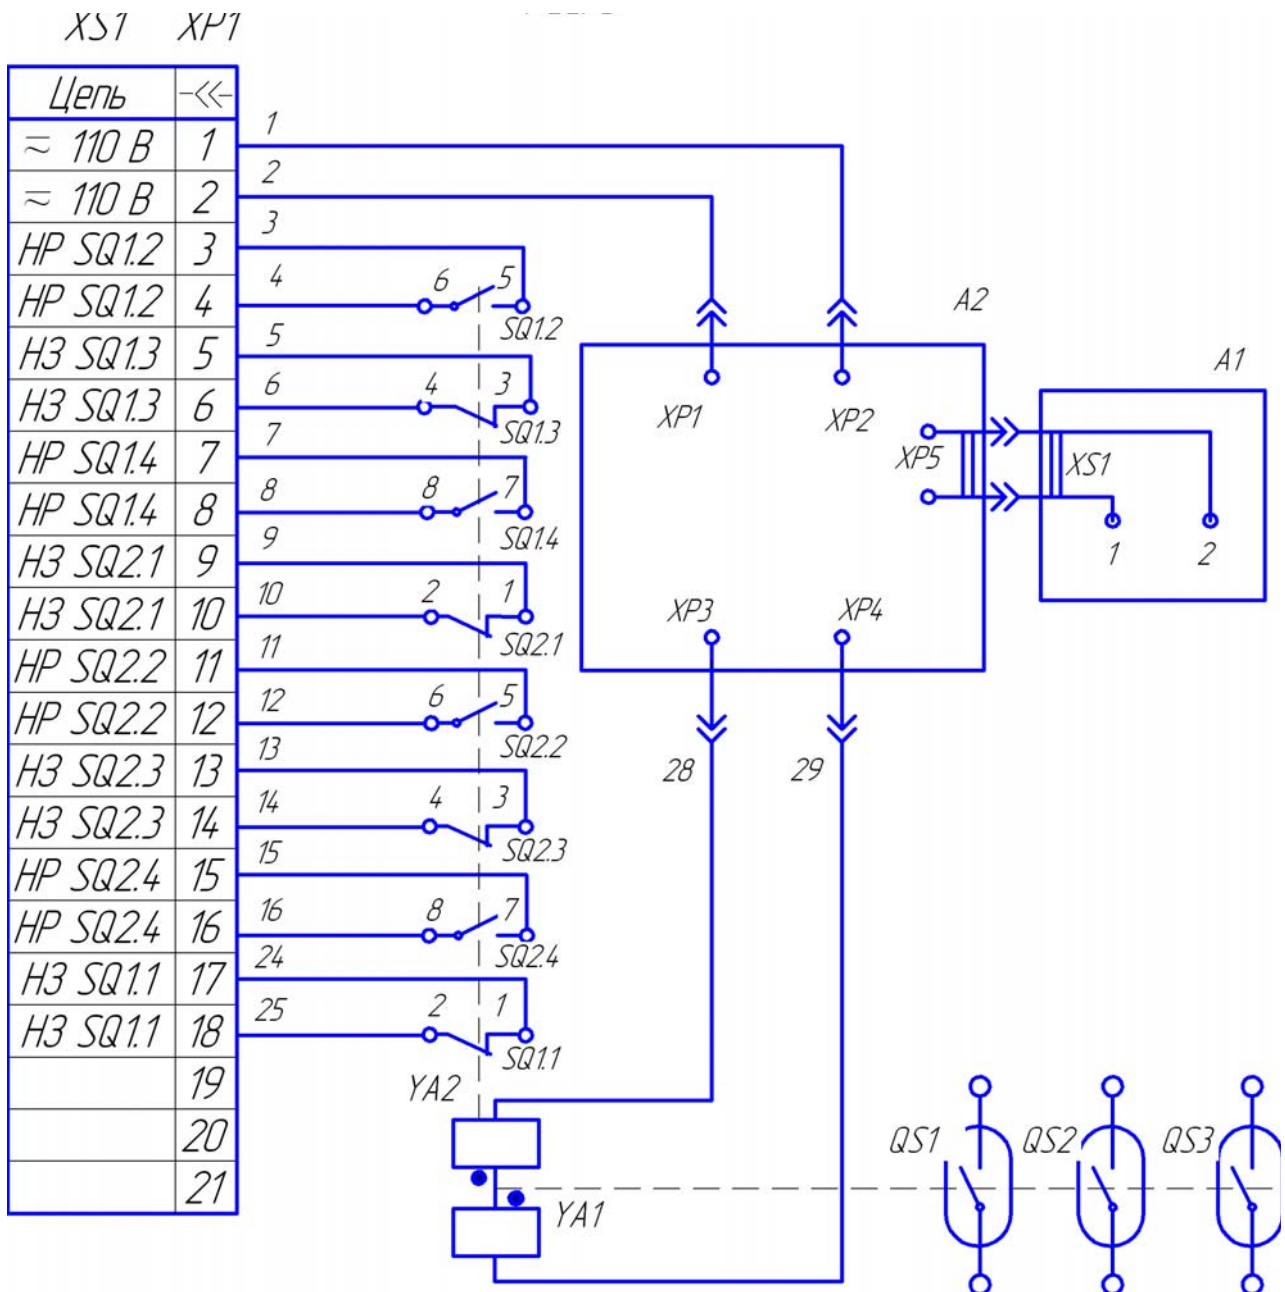 XS1 XP1
Цепь -<<-
≂ 110 В 1
≂ 110 В 2
НР SQ1.2 3
НР SQ1.2 4
НЗ SQ1.3 5
НЗ SQ1.3 6
НР SQ1.4 7
НР SQ1.4 8
НЗ SQ2.1 9
НЗ SQ2.1 10
НР SQ2.2 11
НР SQ2.2 12
НЗ SQ2.3 13
НЗ SQ2.3 14
НР SQ2.4 15
НР SQ2.4 16
НЗ SQ1.1 17
НЗ SQ1.1 18
19
20
21
1
2
3
4 6 5
SQ1.2
5
6 4 3
SQ1.3
7
8 8 7
SQ1.4
9
10 2 1
SQ2.1
11
12 6 5
SQ2.2
13
14 4 3
SQ2.3
15
16 8 7
SQ2.4
24
25 2 1
SQ1.1
A2
XP1 XP2
XP5
XP3 XP4
28 29
A1
XS1
1 2
YA2
YA1
QS1 QS2 QS3